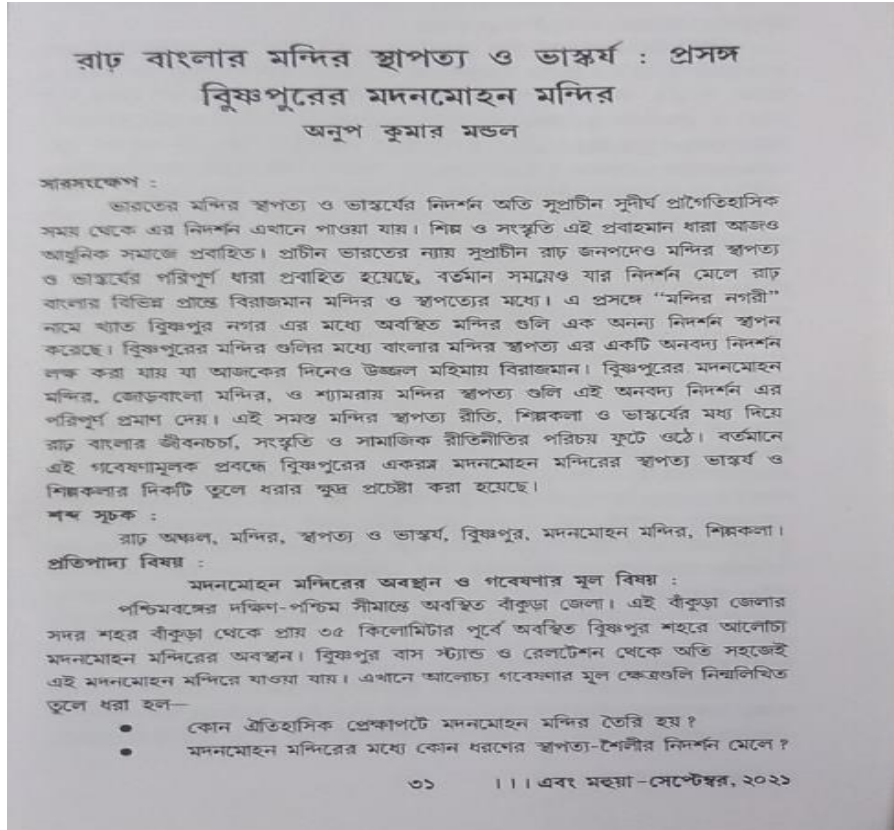 রাঢ় বাংলার মন্দির স্থাপত্য ও ভাস্কর্য : প্রসঙ্গ
বিষ্ণুপুরের মদনমোহন মন্দির
অনুপ কুমার মন্ডল
সারসংক্ষেপ :
ভারতের মন্দির স্থাপত্য ও ভাস্কর্যের নিদর্শন অতি সুপ্রাচীন সুদীর্ঘ প্রাগৈতিহাসিক
সময় থেকে এর নিদর্শন এখানে পাওয়া যায়। শিল্প ও সংস্কৃতি এই প্রবাহমান ধারা আজও
আধুনিক সমাজে প্রবাহিত। প্রাচীন ভারতের ন্যায় সুপ্রাচীন রাঢ় জনপদেও মন্দির স্থাপত্য
ও ভাস্কর্যের পরিপূর্ণ ধারা প্রবাহিত হয়েছে, বর্তমান সময়েও যার নিদর্শন মেলে রাঢ়
বাংলার বিভিন্ন প্রান্তে বিরাজমান মন্দির ও স্থপত্যের মধ্যে। এ প্রসঙ্গে “মন্দির নগরী”
নামে খ্যাত বিষ্ণুপুর নগর এর মধ্যে অবস্থিত মন্দির গুলি এক অনন্য নিদর্শন স্থাপন
করেছে। বিষ্ণুপুরের মন্দির গুলির মধ্যে বাংলার মন্দির স্থাপত্য এর একটি অনবদ্য নিদর্শন
লক্ষ করা যায় যা আজকের দিনেও উজ্জল মহিমায় বিরাজমান। বিষ্ণুপুরের মদনমোহন
মন্দির, জোড়বাংলা মন্দির, ও শ্যামরায় মন্দির স্থাপত্য গুলি এই অনবদ্য নিদর্শন এর
পরিপূর্ণ প্রমাণ দেয়। এই সমস্ত মন্দির স্থাপত্য রীতি, শিল্পকলা ও ভাস্কর্যের মধ্য দিয়ে
রাঢ় বাংলার জীবনচর্চা, সংস্কৃতি ও সামাজিক রীতিনীতির পরিচয় ফুটে ওঠে। বর্তমানে
এই গবেষণামূলক প্রবন্ধে বিষ্ণুপুরের একরত্ন মদনমোহন মন্দিরের স্থাপত্য ভাস্কর্য ও
শিল্পকলার দিকটি তুলে ধরার ক্ষুদ্র প্রচেষ্টা করা হয়েছে।
শব্দ সূচক :
রাঢ় অঞ্চল, মন্দির, স্থাপত্য ও ভাস্কর্য, বিষ্ণুপুর, মদনমোহন মন্দির, শিল্পকলা।
প্রতিপাদ্য বিষয় :
মদনমোহন মন্দিরের অবস্থান ও গবেষণার মূল বিষয় :
পশ্চিমবঙ্গের দক্ষিণ-পশ্চিম সীমান্তে অবস্থিত বাঁকুড়া জেলা। এই বাঁকুড়া জেলার
সদর শহর বাঁকুড়া থেকে প্রায় ৩৫ কিলোমিটার পূর্বে অবস্থিত বিষ্ণুপুর শহরে আলোচ্য
মদনমোহন মন্দিরের অবস্থান। বিষ্ণুপুর বাস স্ট্যান্ড ও রেলস্টেশন থেকে অতি সহজেই
এই মদনমোহন মন্দিরে যাওয়া যায়। এখানে আলোচ্য গবেষণার মূল ক্ষেত্রগুলি নিম্নলিখিত
তুলে ধরা হল—
• কোন ঐতিহাসিক প্রেক্ষাপটে মদনমোহন মন্দির তৈরি হয়?
• মদনমোহন মন্দিরের মধ্যে কোন ধরণের স্থাপত্য-শৈলীর নিদর্শন মেলে?
৩১ ।।। এবং মহুয়া-সেপ্টেম্বর, ২০২১